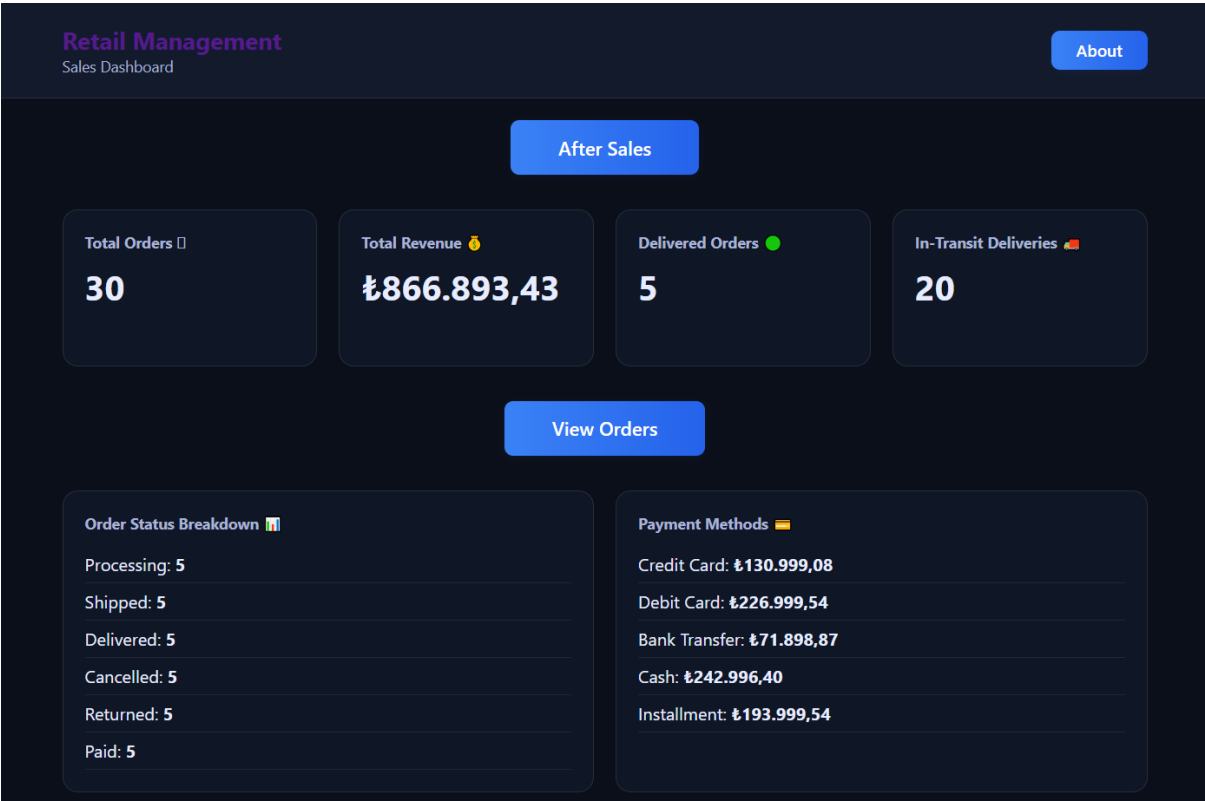 Retail Management
Sales Dashboard
About
After Sales
Total Orders
30
Total Revenue 💰
₺866.893,43
Delivered Orders 🟢
5
In-Transit Deliveries 🚚
20
View Orders
Order Status Breakdown 📊
Processing: 5
Shipped: 5
Delivered: 5
Cancelled: 5
Returned: 5
Paid: 5
Payment Methods 💳
Credit Card: ₺130.999,08
Debit Card: ₺226.999,54
Bank Transfer: ₺71.898,87
Cash: ₺242.996,40
Installment: ₺193.999,54